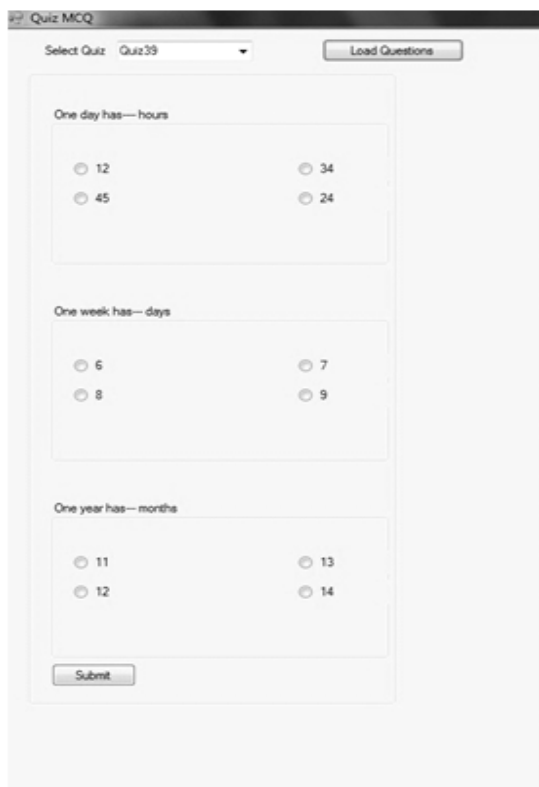 Quiz MCQ
Select Quiz Quiz39 Load Questions
One day has--- hours
12 34
45 24
One week has--- days
6 7
8 9
One year has--- months
11 13
12 14
Submit